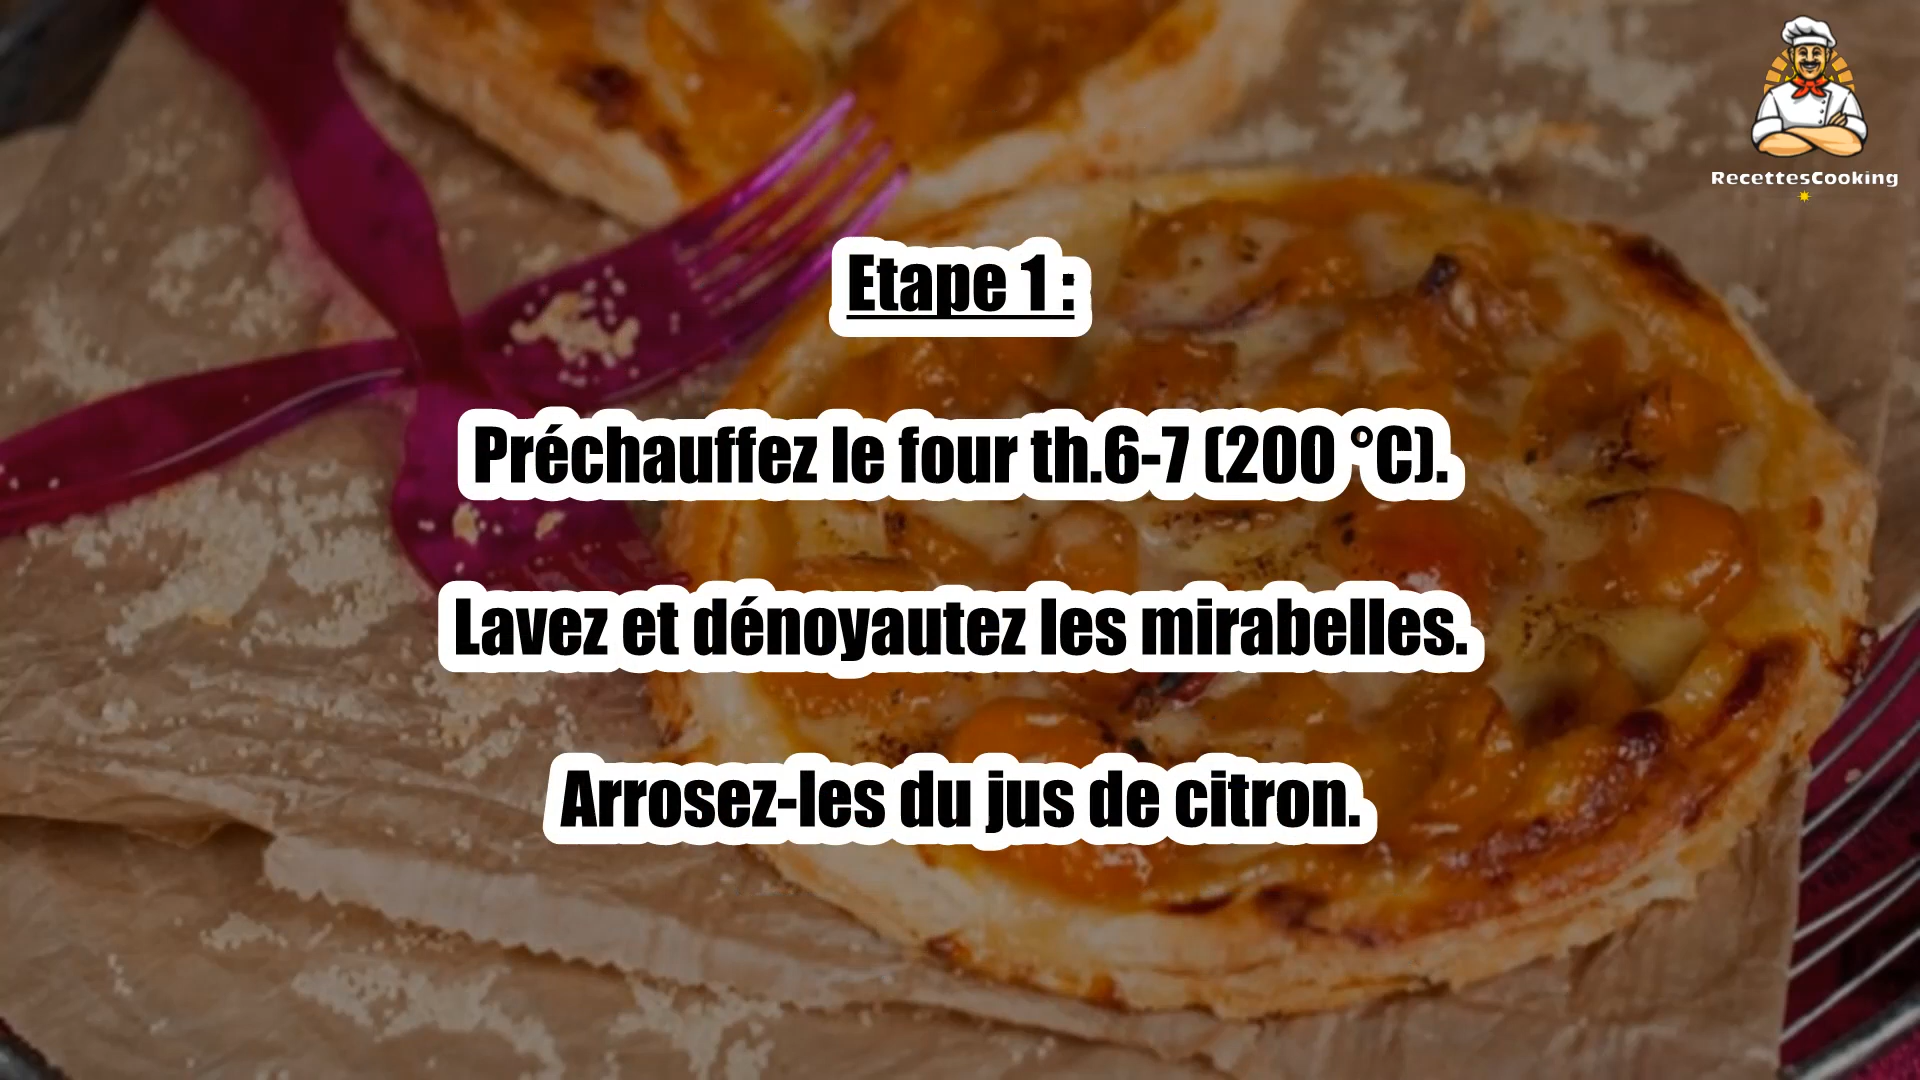 RecettesCooking
Etape 1 :
Préchauffez le four th.6-7 (200 °C).
Lavez et dénoyautez les mirabelles.
Arrosez-les du jus de citron.